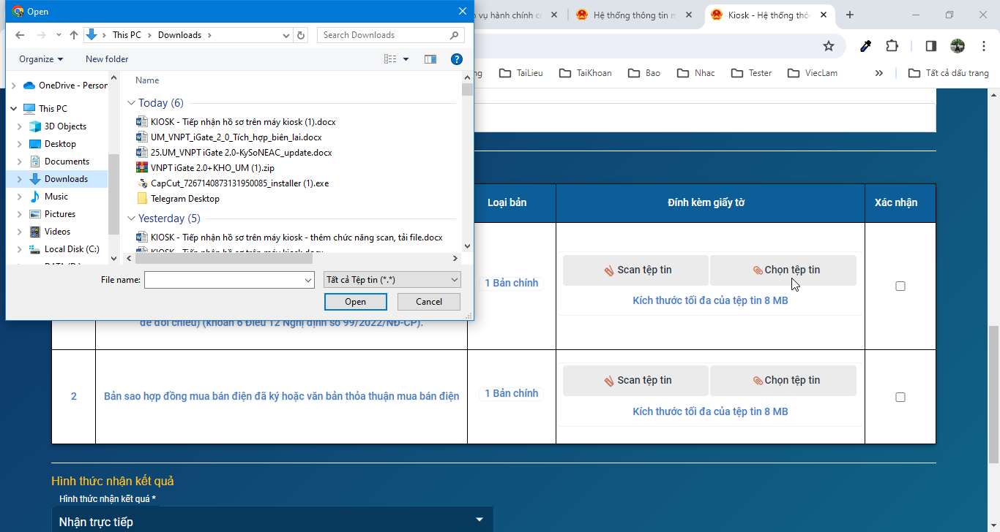 Open
n vụ hành chính c
Hệ thống thông tin n
Kiosk - Hệ thống thô
This PC
Downloads
Search Downloads
Organize
New folder
ng
TaiLieu
TaiKhoan
Bao
Nhac
Tester
ViecLam
Tất cả dấu trang
OneDrive - Person
This PC
3D Objects
Desktop
Documents
Downloads
Music
Pictures
Videos
Local Disk (C:)
Name
Today (6)
KIOSK - Tiếp nhận hồ sơ trên máy kiosk (1).docx
UM_VNPT_iGate_2_0_Tích_hợp_biên_lai.docx
25.UM_VNPT iGate 2.0-KySoNEAC_update.docx
VNPT iGate 2.0+KHO_UM (1).zip
CapCut_7267140873131950085_installer (1).exe
Telegram Desktop
Yesterday (5)
KIOSK - Tiếp nhận hồ sơ trên máy kiosk - thêm chức năng scan, tải file.docx
KIOSK - Tiếp nhận hồ sơ trên máy kiosk.docx
File name:
Tất cả Tệp tin (*.*)
Open
Cancel
Loại bản
Đính kèm giấy tờ
Xác nhận
1 Bản chính
Scan tệp tin
Chọn tệp tin
Kích thước tối đa của tệp tin 8 MB
để đối chiếu) (khoản 6 Điều 12 Nghị định số 99/2022/NĐ-CP).
2
Bản sao hợp đồng mua bán điện đã ký hoặc văn bản thỏa thuận mua bán điện
1 Bản chính
Scan tệp tin
Chọn tệp tin
Kích thước tối đa của tệp tin 8 MB
Hình thức nhận kết quả
Hình thức nhận kết quả *
Nhận trực tiếp